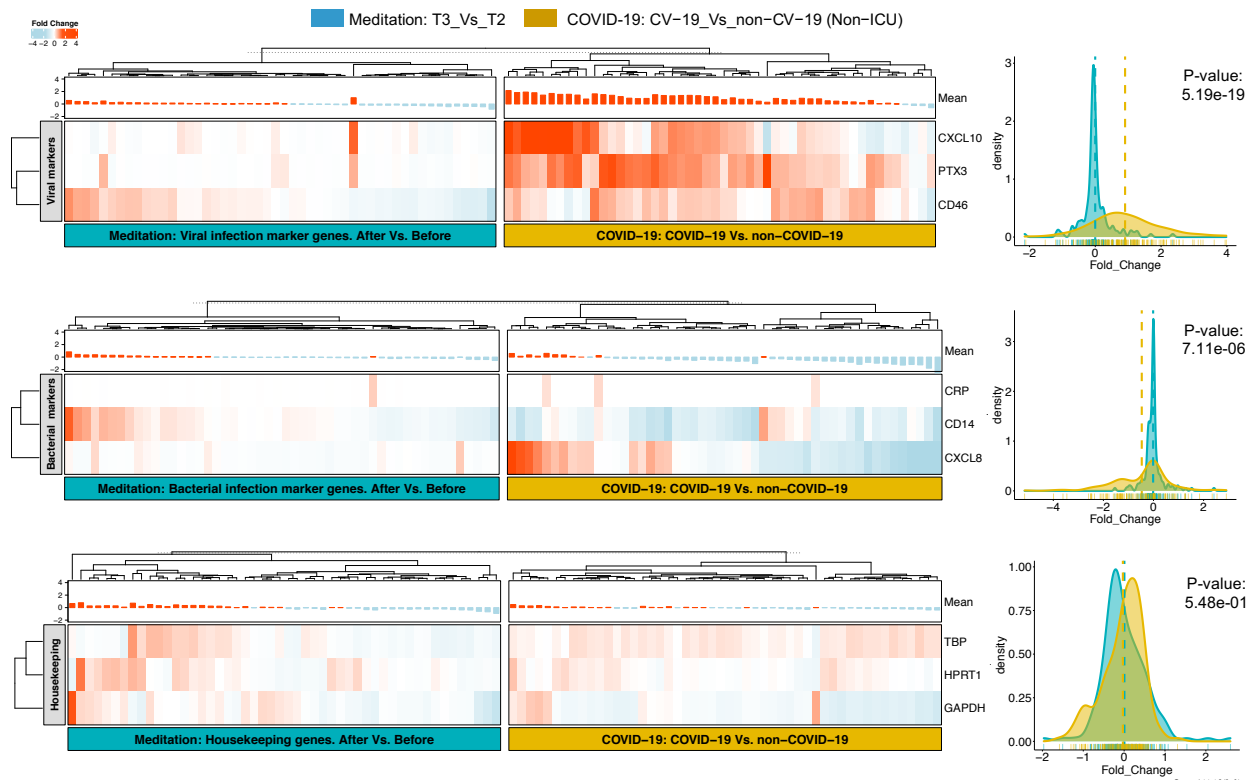 Meditation: T3_Vs_T2
COVID-19: CV-19_Vs_non-CV-19 (Non-ICU)
Fold Change
−4 −2 0 2 4
4
2
0
−2
Mean
Viral markers
CXCL10
PTX3
CD46
Meditation: Viral infection marker genes. After Vs. Before
COVID−19: COVID−19 Vs. non−COVID−19
P-value:
5.19e-19
density
3
2
1
0
−2 0 2 4
Fold_Change
4
2
0
−2
Mean
Bacterial markers
CRP
CD14
CXCL8
Meditation: Bacterial infection marker genes. After Vs. Before
COVID−19: COVID−19 Vs. non−COVID−19
P-value:
7.11e-06
density
3
2
1
0
−4 −2 0 2
Fold_Change
4
2
0
−2
Mean
Housekeeping
TBP
HPRT1
GAPDH
Meditation: Housekeeping genes. After Vs. Before
COVID−19: COVID−19 Vs. non−COVID−19
P-value:
5.48e-01
density
1.00
0.75
0.50
0.25
0.00
−2 −1 0 1 2
Fold_Change